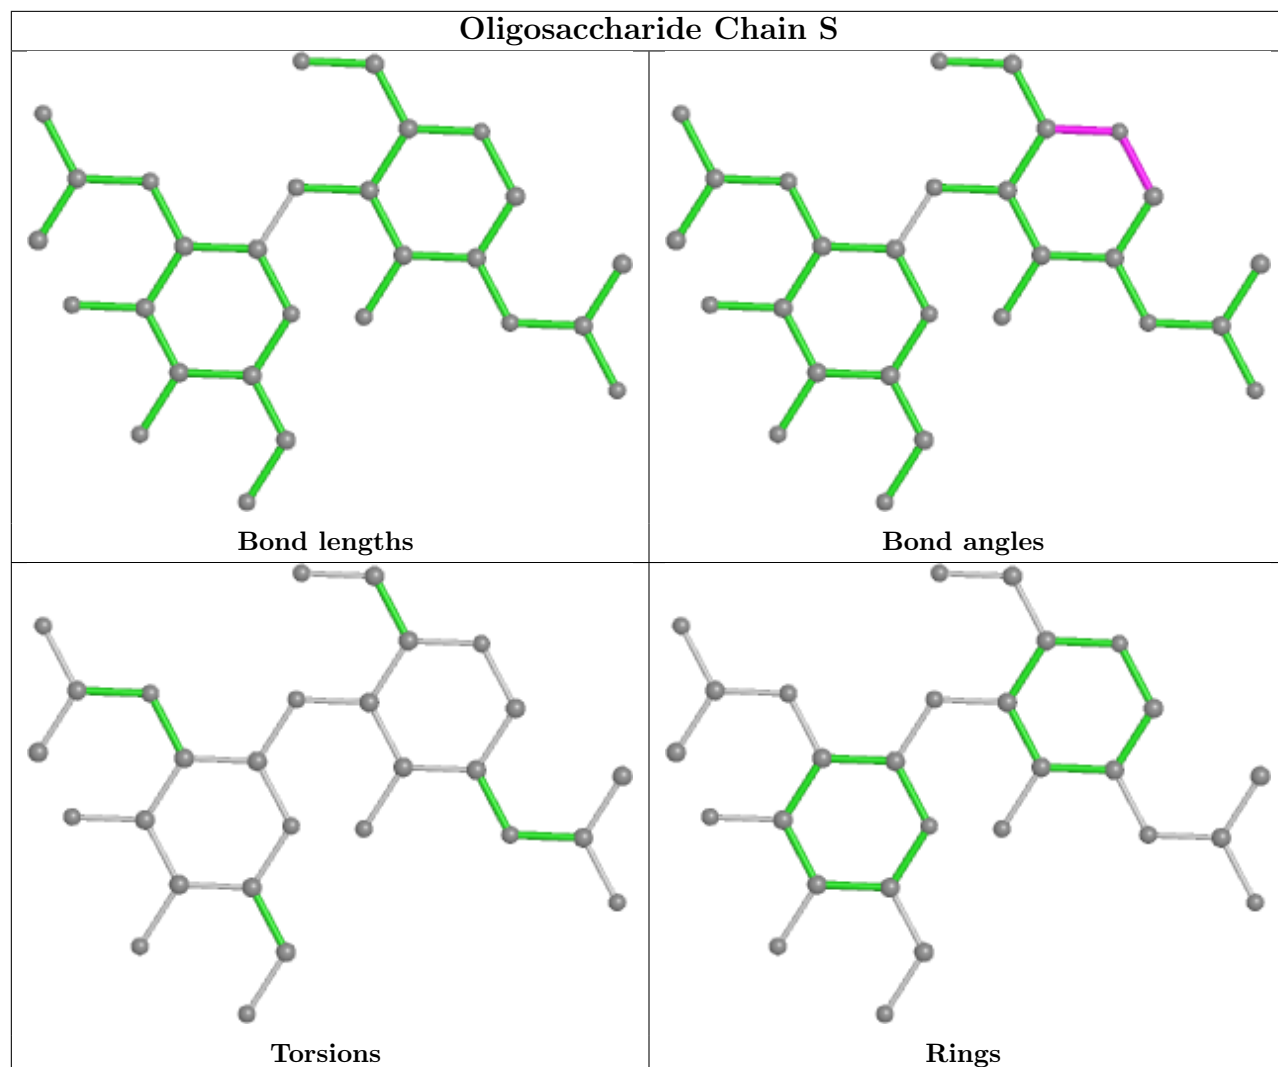 Oligosaccharide Chain S
Bond lengths
Bond angles
Torsions
Rings